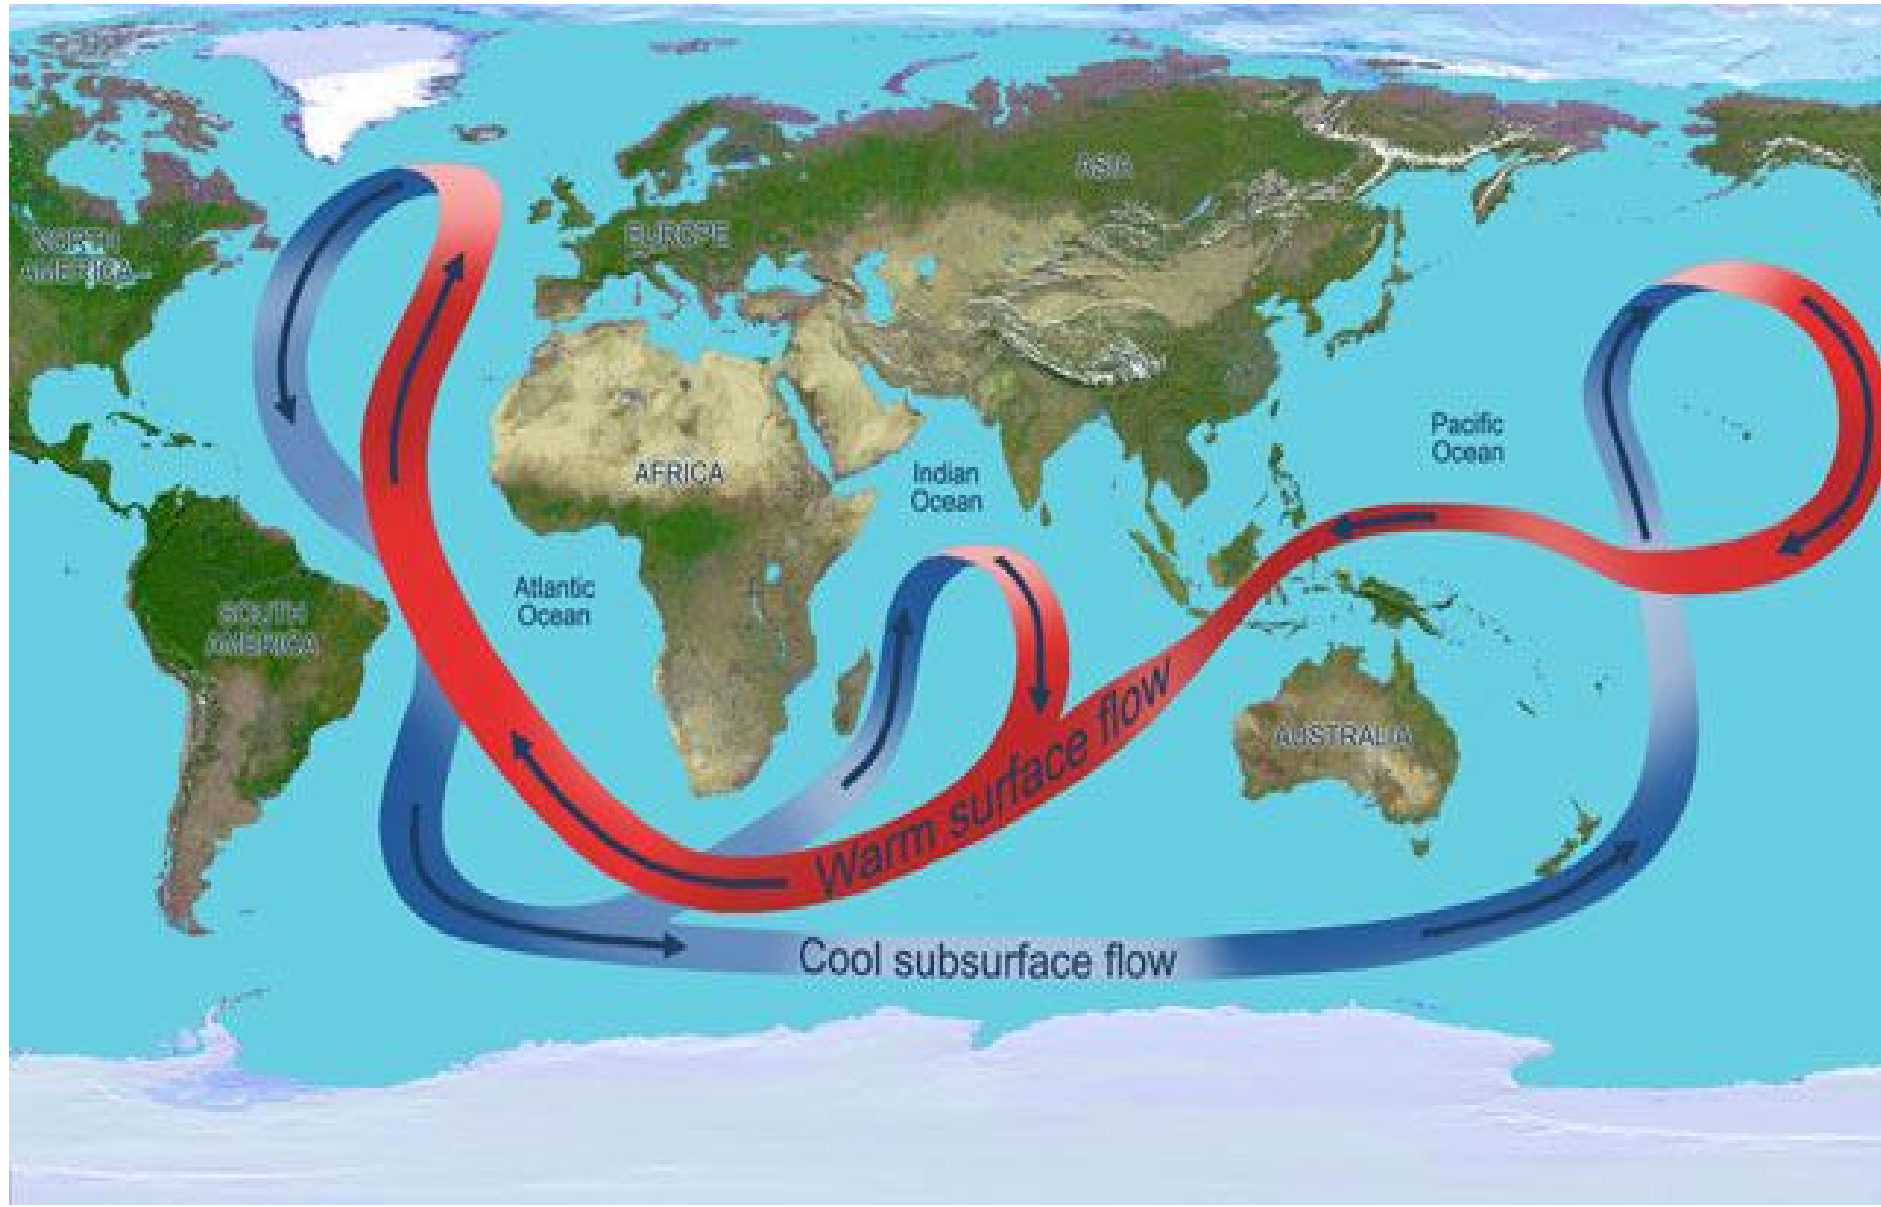 ASIA
NORTH
AMERICA
EUROPE
Pacific
Ocean
AFRICA
Indian
Ocean
Atlantic
Ocean
SOUTH
AMERICA
Warm surface flow
AUSTRALIA
Cool subsurface flow